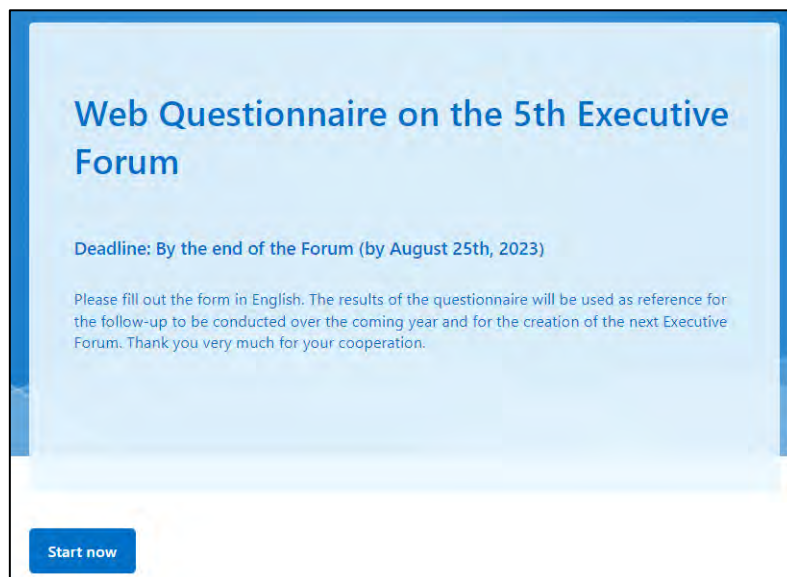 Web Questionnaire on the 5th Executive
Forum
Deadline: By the end of the Forum (by August 25th, 2023)
Please fill out the form in English. The results of the questionnaire will be used as reference for
the follow-up to be conducted over the coming year and for the creation of the next Executive
Forum. Thank you very much for your cooperation.
Start now